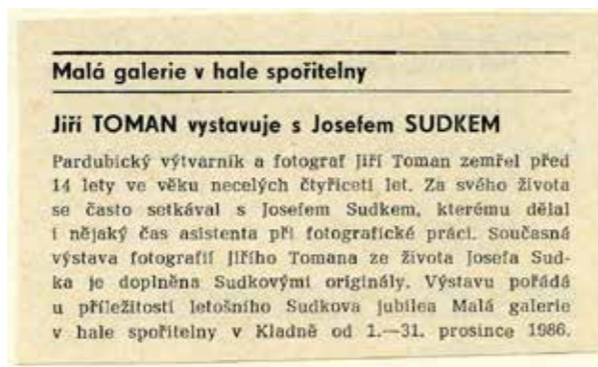 Malá galerie v hale spořitelny
Jiří TOMAN vystavuje s Josefem SUDKEM
Pardubický výtvarník a fotograf Jiří Toman zemřel před
14 lety ve věku necelých čtyřiceti let. Za svého života
se často setkával s Josefem Sudkem, kterému dělal
i nějaký čas asistenta při fotografické práci. Současná
výstava fotografií Jiřího Tomana ze života Josefa Sud-
ka je doplněna Sudkovými originály. Výstavu pořádá
u příležitosti letošního Sudkova jubilea Malá galerie
v hale spořitelny v Kladně od 1.—31. prosince 1986.